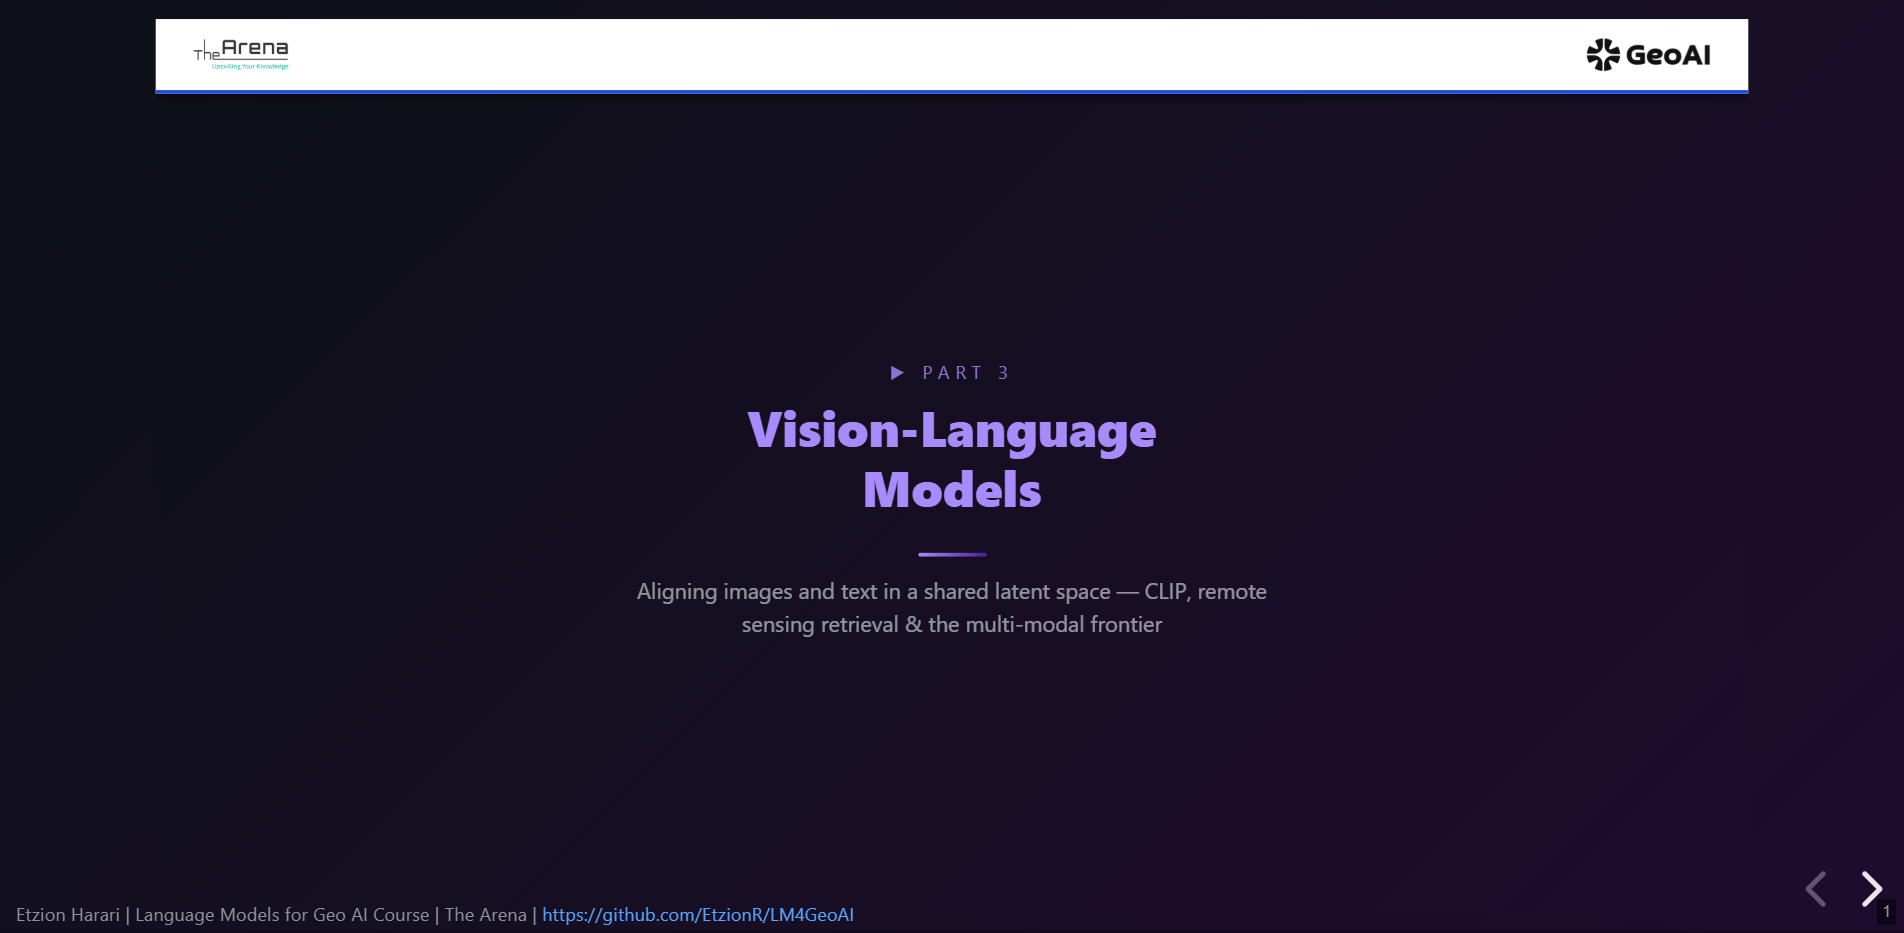 The Arena
Upskilling Your Knowledge
GeoAI
▶ PART 3
Vision-Language
Models
Aligning images and text in a shared latent space — CLIP, remote
sensing retrieval & the multi-modal frontier
Etzion Harari | Language Models for Geo AI Course | The Arena | https://github.com/EtzionR/LM4GeoAI
1